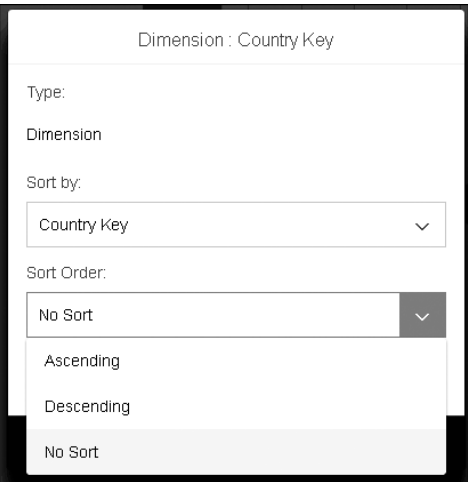 Dimension : Country Key
Type:
Dimension
Sort by:
Country Key
Sort Order:
No Sort
Ascending
Descending
No Sort